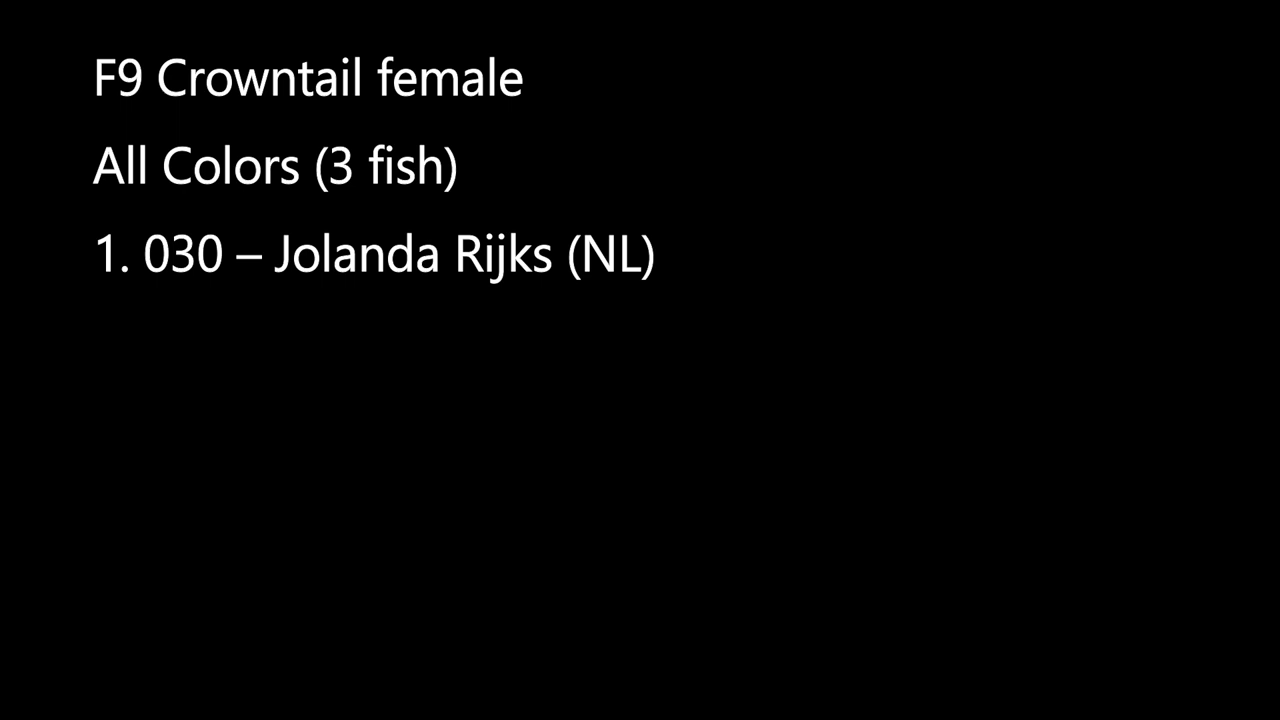 F9 Crowntail female
All Colors (3 fish)
1. 030 – Jolanda Rijks (NL)